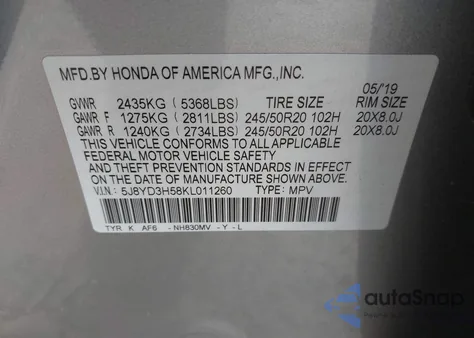 MFD.BY HONDA OF AMERICA MFG.,INC.
05/'19
GVWR 2435KG ( 5368LBS) TIRE SIZE RIM SIZE
GAWR F 1275KG ( 2811LBS) 245/50R20 102H 20X8.0J
GAWR R 1240KG ( 2734LBS) 245/50R20 102H 20X8.0J
THIS VEHICLE CONFORMS TO ALL APPLICABLE
FEDERAL MOTOR VEHICLE SAFETY
AND THEFT PREVENTION STANDARDS IN EFFECT
ON THE DATE OF MANUFACTURE SHOWN ABOVE.
V.I.N: 5J8YD3H58KL011260 TYPE: MPV
TYR K AF6 - NH830MV - Y - L
autoSnap